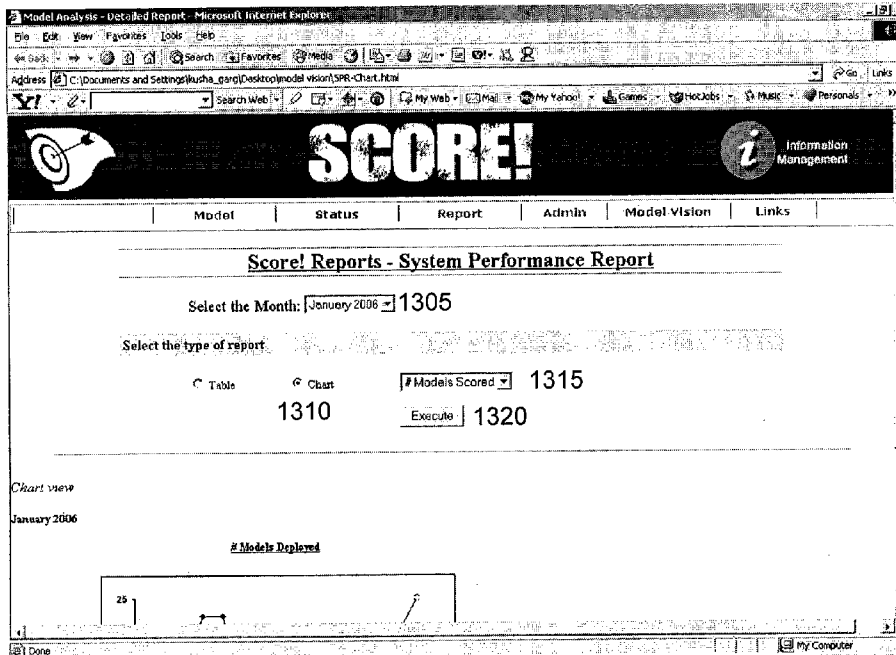 Model Analysis - Detailed Report - Microsoft Internet Explorer
File Edit View Favorites Tools Help
Back Search Favorites Media
Address C:\Documents and Settings\kusha_garg\Desktop\model vision\SPR-Chart.html Go Links
Y! Search Web My Web Mail My Yahoo! Games HotJobs Music Personals
SCORE!
i Information
Management
Model Status Report Admin Model Vision Links
Score! Reports - System Performance Report
Select the Month: January 2006 1305
Select the type of report
Table Chart # Models Scored 1315
1310 Execute 1320
Chart view
January 2006
# Models Deployed
25
Done My Computer